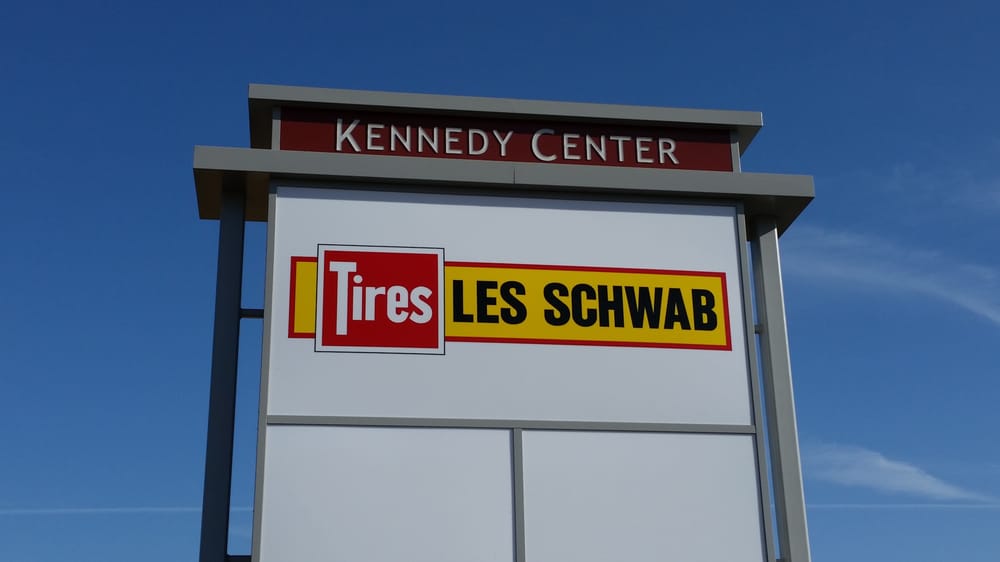 KENNEDY CENTER
Tires LES SCHWAB